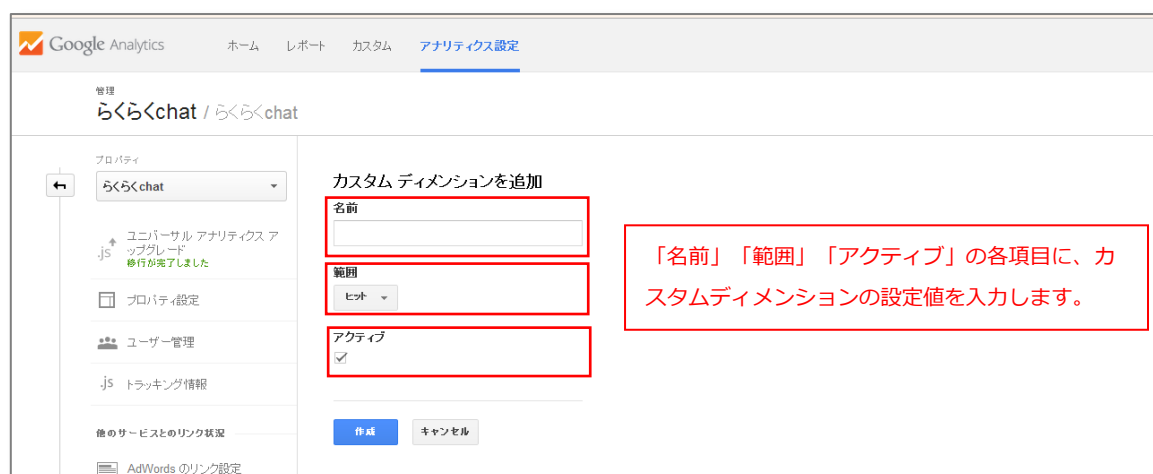 Google Analytics ホーム レポート カスタム アナリティクス設定
管理
らくらくchat / らくらくchat
プロパティ
らくらくchat
ユニバーサル アナリティクス ア
ップグレード
移行が完了しました
プロパティ設定
ユーザー管理
.js トラッキング情報
他のサービスとのリンク状況
AdWords のリンク設定
カスタム ディメンションを追加
名前
範囲
ヒット
アクティブ
作成 キャンセル
「名前」「範囲」「アクティブ」の各項目に、カ
スタムディメンションの設定値を入力します。